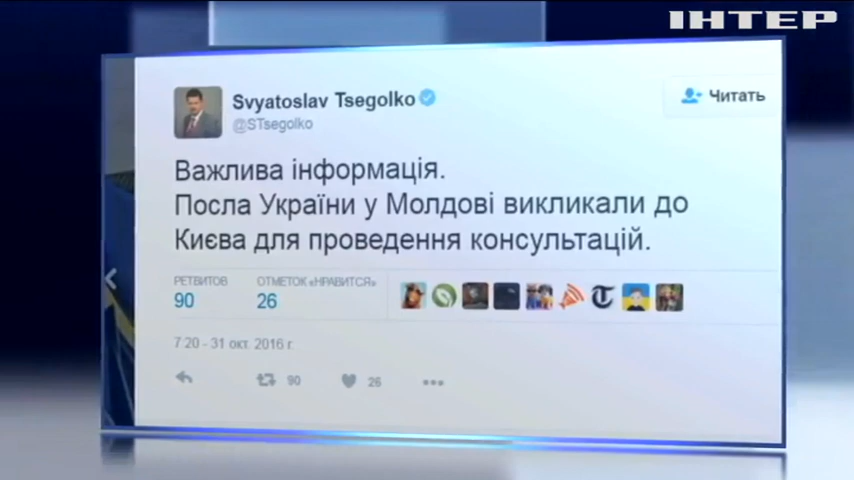 ІНТЕР
Svyatoslav Tsegolko
@STsegolko
Читать
Важлива інформація.
Посла України у Молдові викликали до
Києва для проведення консультацій.
РЕТВИТОВ ОТМЕТОК «НРАВИТСЯ»
90 26
7:20 - 31 окт. 2016 г.
90 26